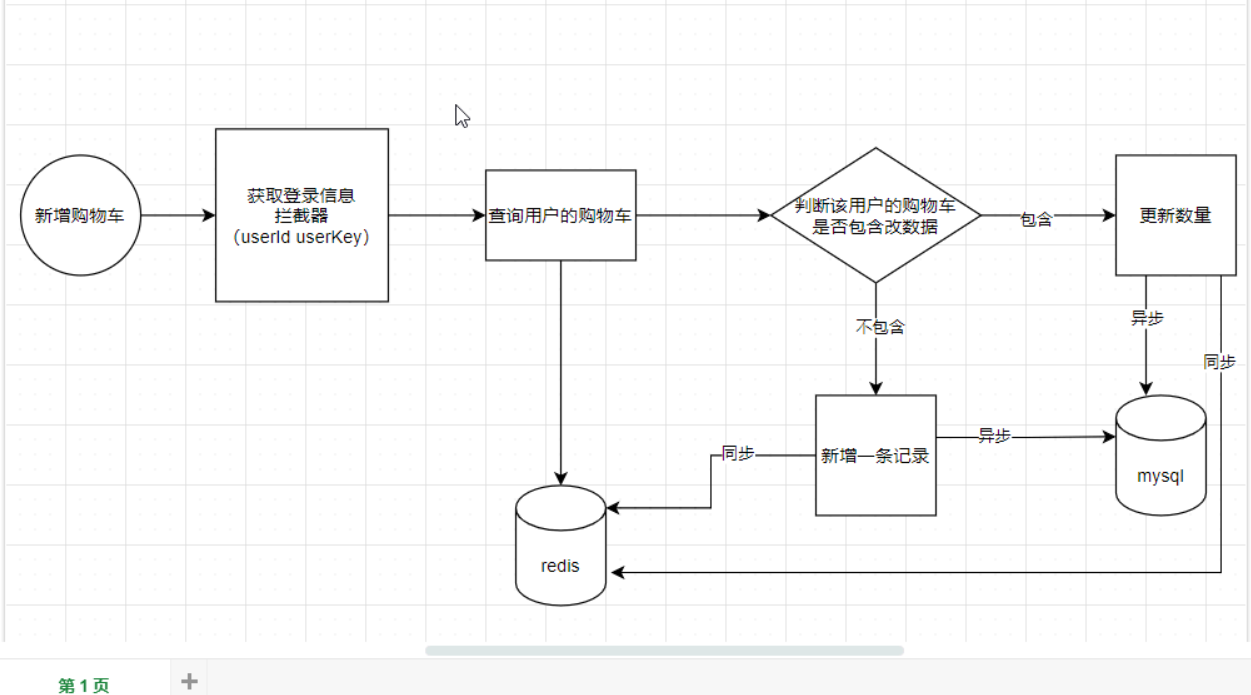 新增购物车
获取登录信息
拦截器
（userId userKey）
查询用户的购物车
判断该用户的购物车
是否包含改数据
包含
更新数量
不包含
异步
同步
新增一条记录
同步
异步
mysql
redis
第 1 页